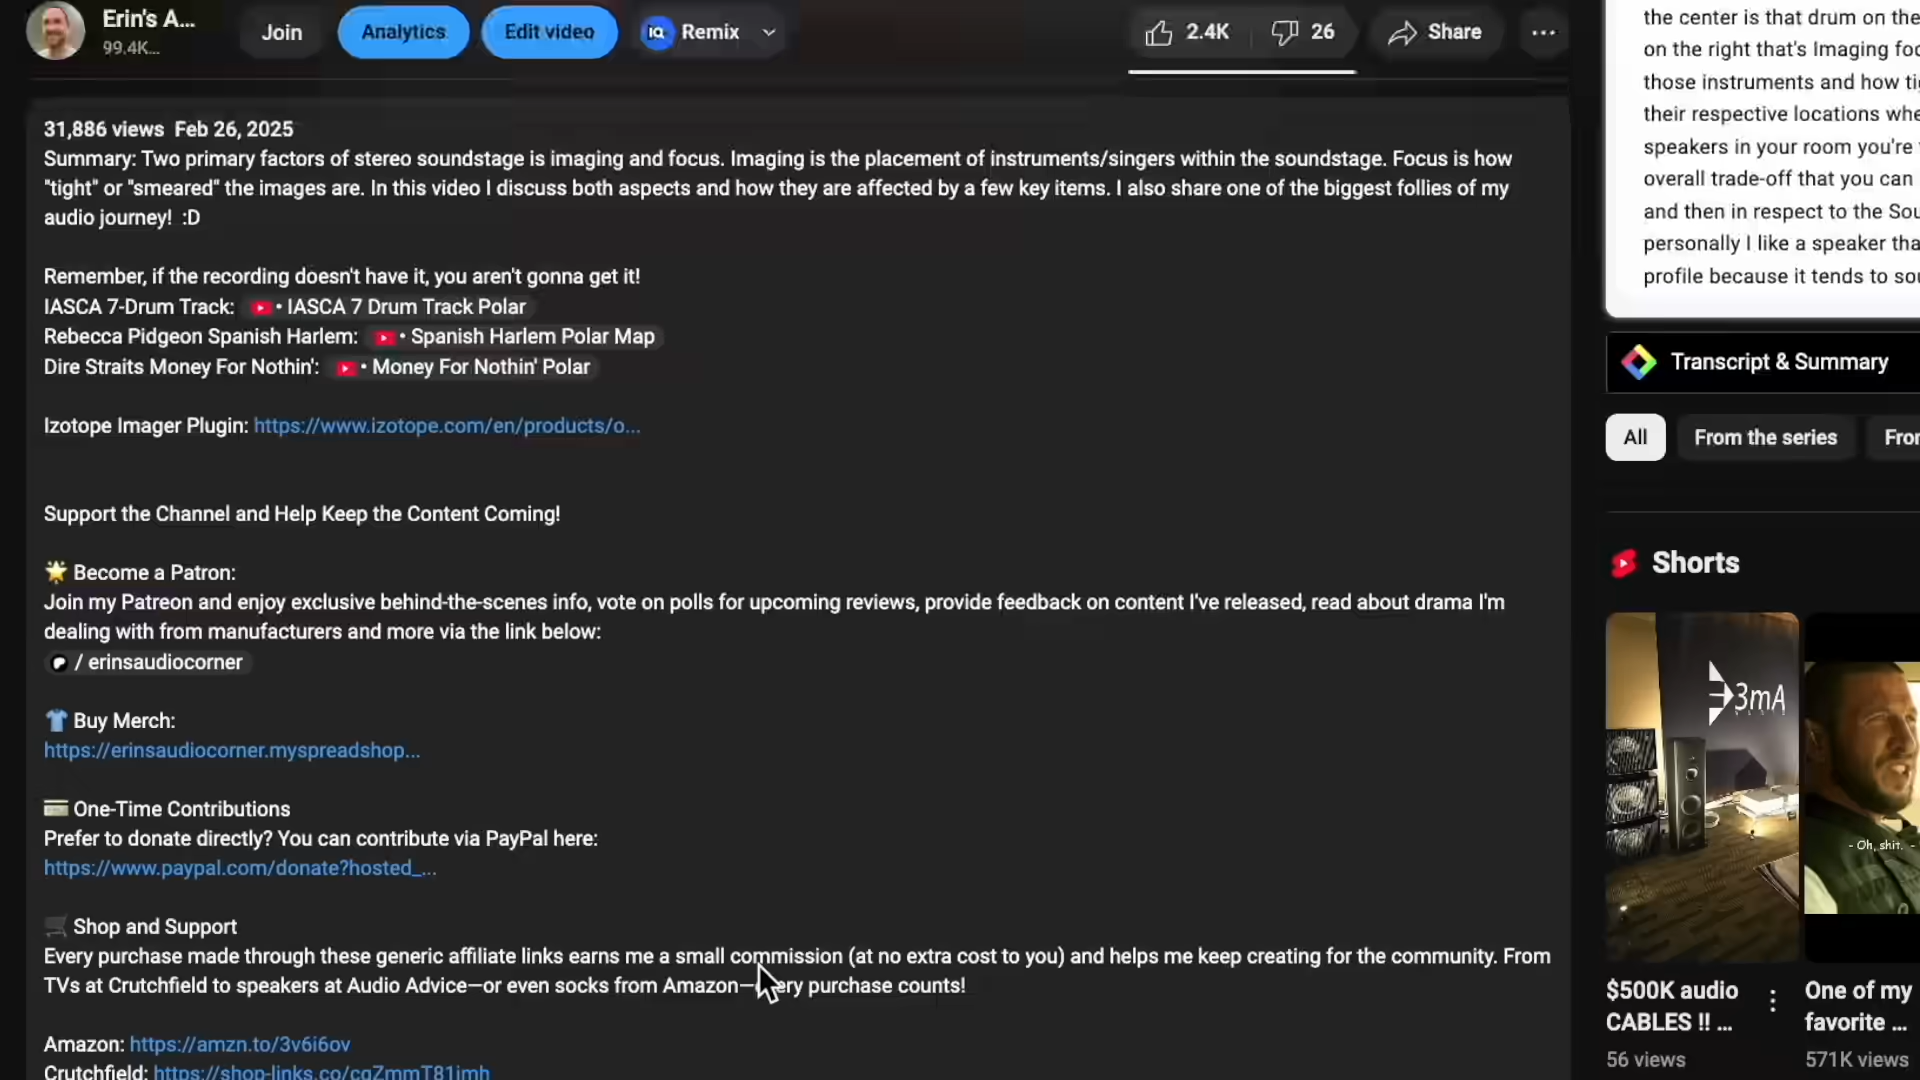 Erin's A...
99.4K...
Join
Analytics
Edit video
Remix
2.4K
26
Share
31,886 views Feb 26, 2025
Summary: Two primary factors of stereo soundstage is imaging and focus. Imaging is the placement of instruments/singers within the soundstage. Focus is how
"tight" or "smeared" the images are. In this video I discuss both aspects and how they are affected by a few key items. I also share one of the biggest follies of my
audio journey! :D
Remember, if the recording doesn't have it, you aren't gonna get it!
IASCA 7-Drum Track: • IASCA 7 Drum Track Polar
Rebecca Pidgeon Spanish Harlem: • Spanish Harlem Polar Map
Dire Straits Money For Nothin': • Money For Nothin' Polar
Izotope Imager Plugin: https://www.izotope.com/en/products/o...
Support the Channel and Help Keep the Content Coming!
🌟 Become a Patron:
Join my Patreon and enjoy exclusive behind-the-scenes info, vote on polls for upcoming reviews, provide feedback on content I've released, read about drama I'm
dealing with from manufacturers and more via the link below:
/ erinsaudiocorner
👕 Buy Merch:
https://erinsaudiocorner.myspreadshop...
💳 One-Time Contributions
Prefer to donate directly? You can contribute via PayPal here:
https://www.paypal.com/donate?hosted_...
🛒 Shop and Support
Every purchase made through these generic affiliate links earns me a small commission (at no extra cost to you) and helps me keep creating for the community. From
TVs at Crutchfield to speakers at Audio Advice—or even socks from Amazon—every purchase counts!
Amazon: https://amzn.to/3v6i6ov
Crutchfield: https://shop-links.co/cgZmmT81imh
the center is that drum on the
on the right that's Imaging foc
those instruments and how ti
their respective locations whe
speakers in your room you're
overall trade-off that you can
and then in respect to the Sou
personally I like a speaker tha
profile because it tends to sou
Transcript & Summary
All
From the series
Fror
Shorts
3mA
- Oh, shit. -
$500K audio
CABLES !! ...
56 views
One of my
favorite ...
571K views